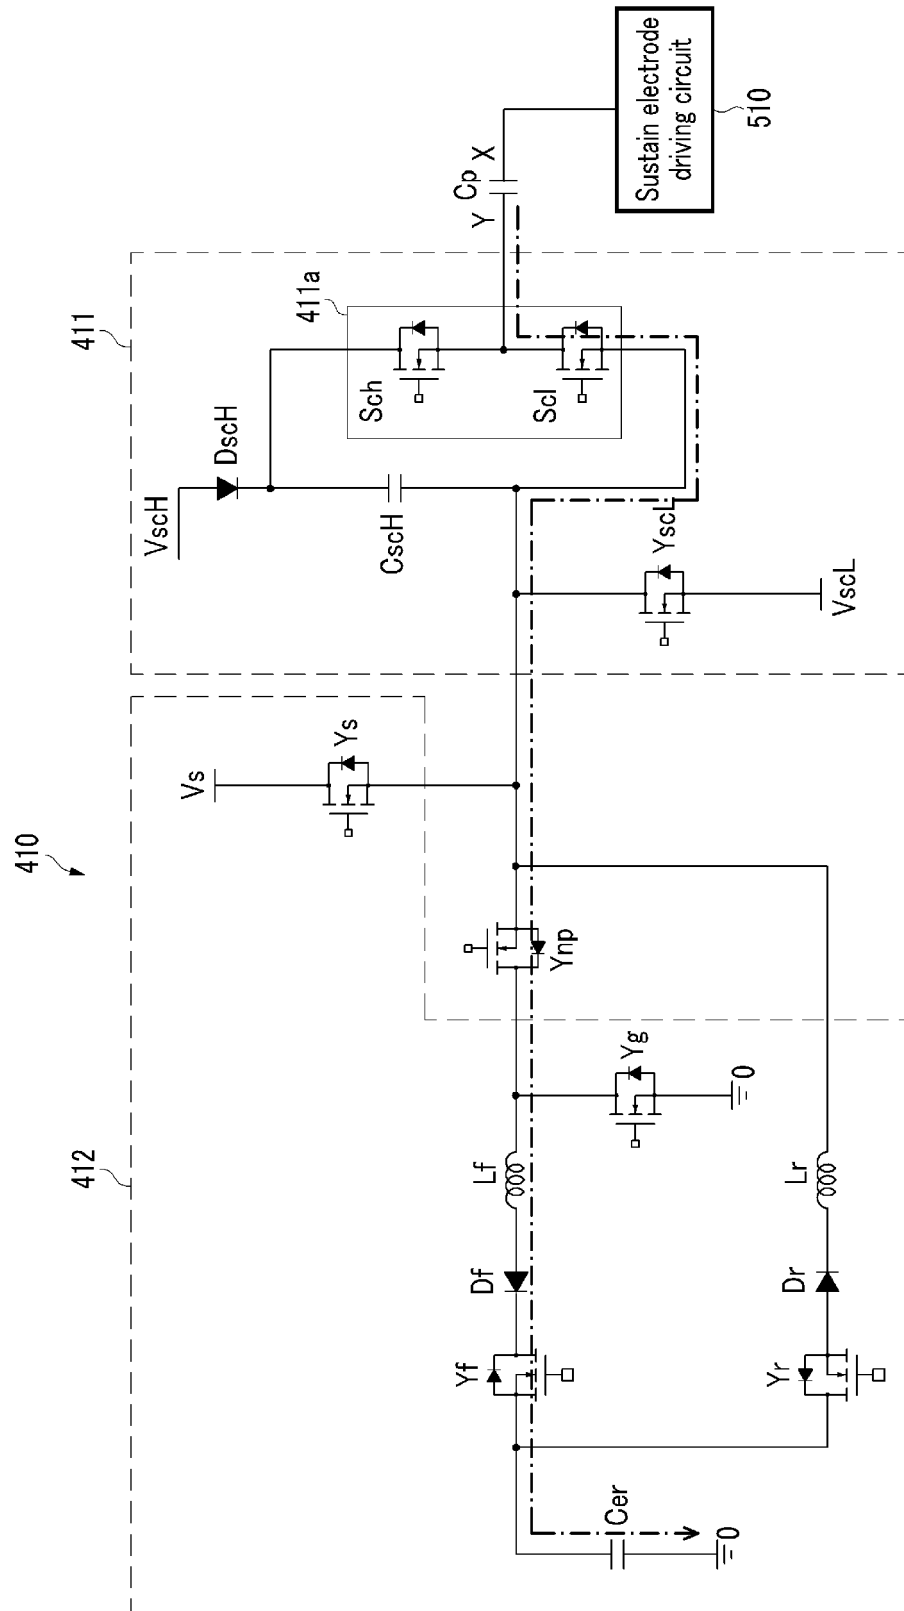 410
412
411
Vs
Ys
VscH
DscH
CscH
411a
Sch
Scl
Y
Cp
X
Sustain electrode
driving circuit
510
YscL
VscL
Ynp
Yg
0
Lf
Df
Yf
Lr
Dr
Yr
Cer
0